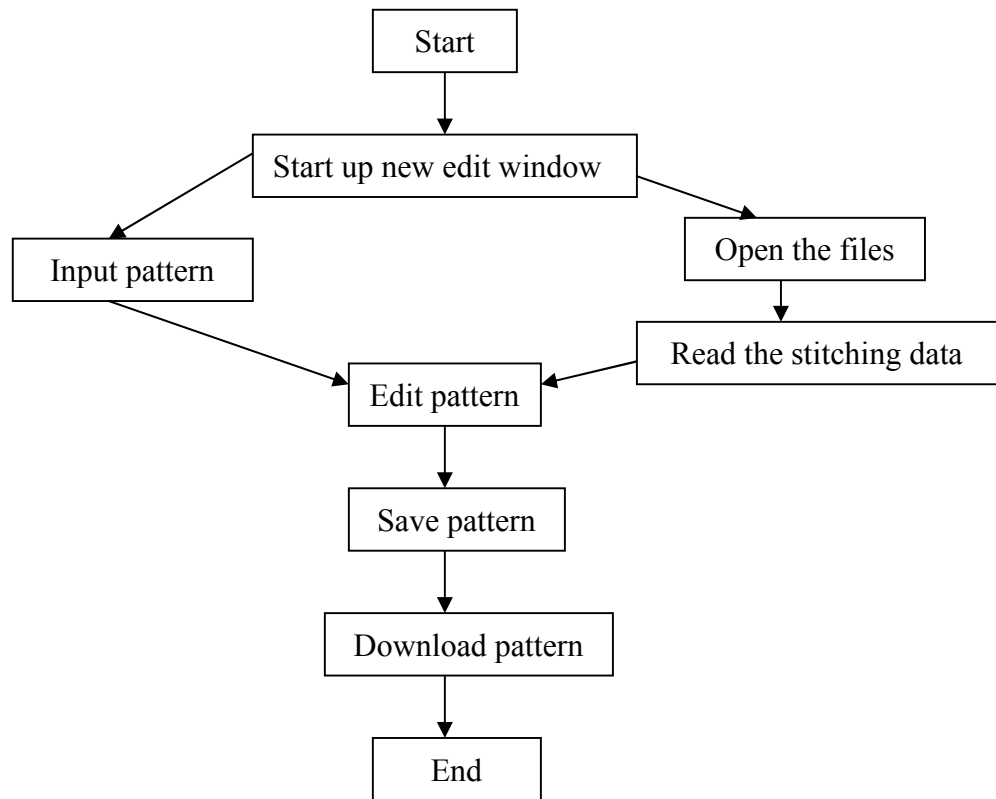 Start
Start up new edit window
Input pattern
Open the files
Read the stitching data
Edit pattern
Save pattern
Download pattern
End